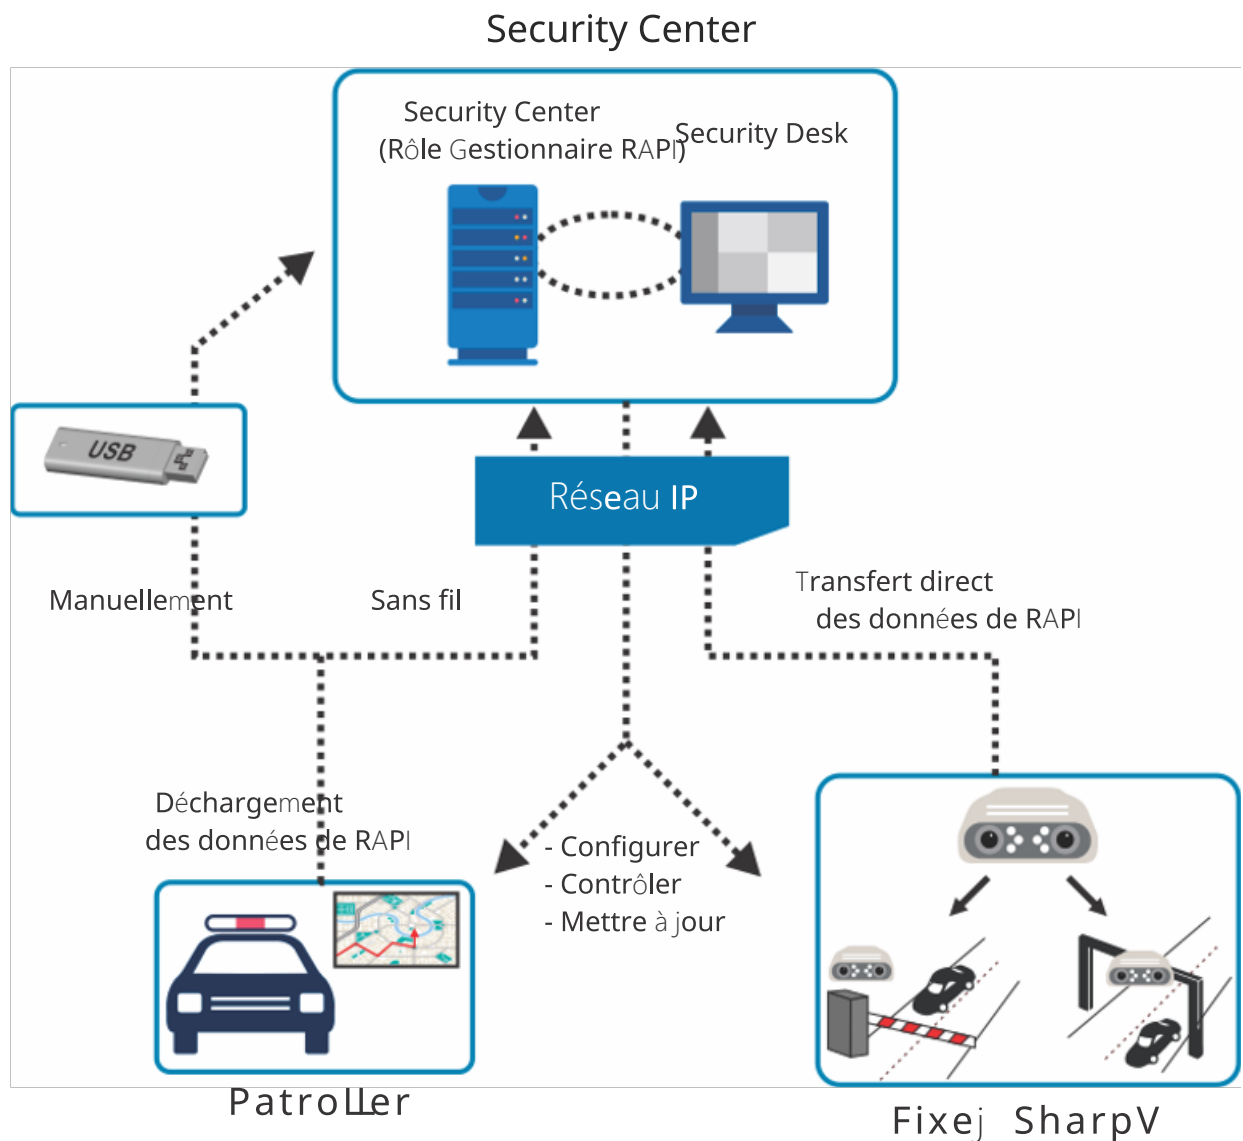 Security Center
Security Center
(Rôle Gestionnaire RAPI)
Security Desk
USB
Réseau IP
Manuellement
Sans fil
Transfert direct
des données de RAPI
Déchargement
des données de RAPI
- Configurer
- Contrôler
- Mettre à jour
Patroller
Fixej SharpV